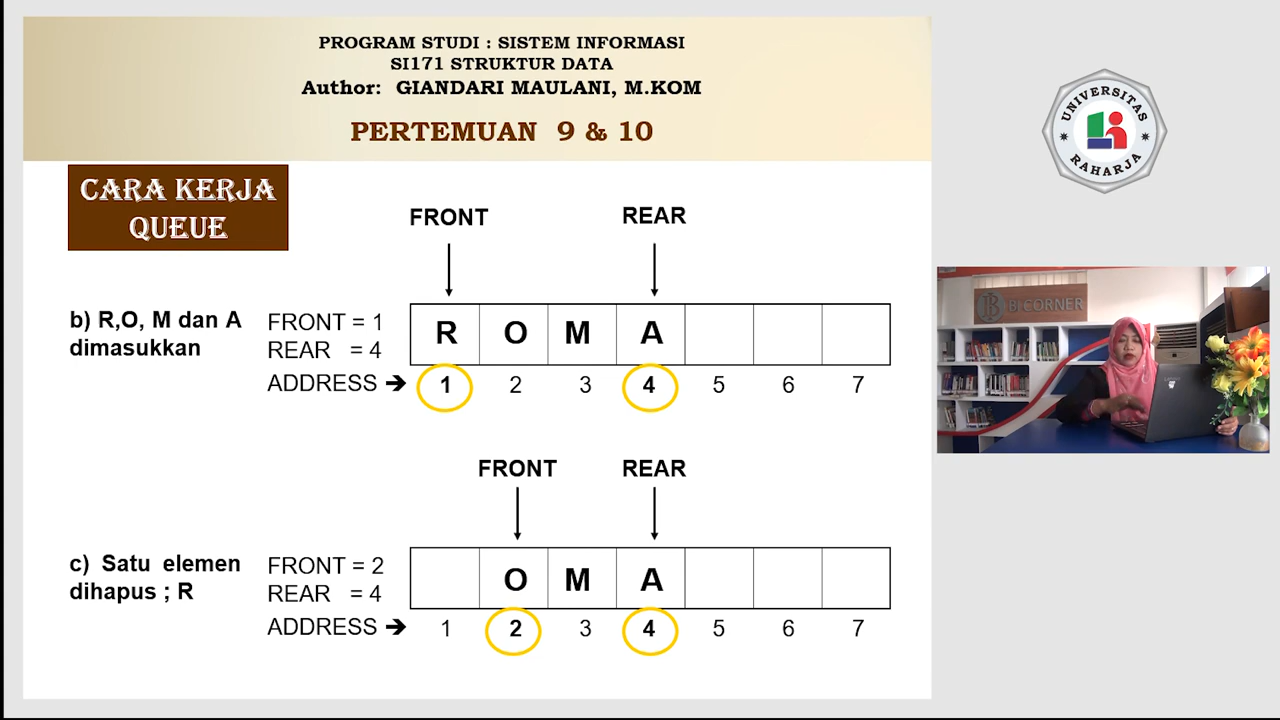 PROGRAM STUDI : SISTEM INFORMASI
SI171 STRUKTUR DATA
Author: GIANDARI MAULANI, M.KOM
PERTEMUAN 9 & 10
UNIVERSITAS
RAHARJA
CARA KERJA
QUEUE
FRONT
REAR
b) R,O, M dan A
dimasukkan
FRONT = 1
REAR = 4
ADDRESS ➔
R O M A
1 2 3 4 5 6 7
BI CORNER
FRONT
REAR
c) Satu elemen
dihapus ; R
FRONT = 2
REAR = 4
ADDRESS ➔
O M A
1 2 3 4 5 6 7